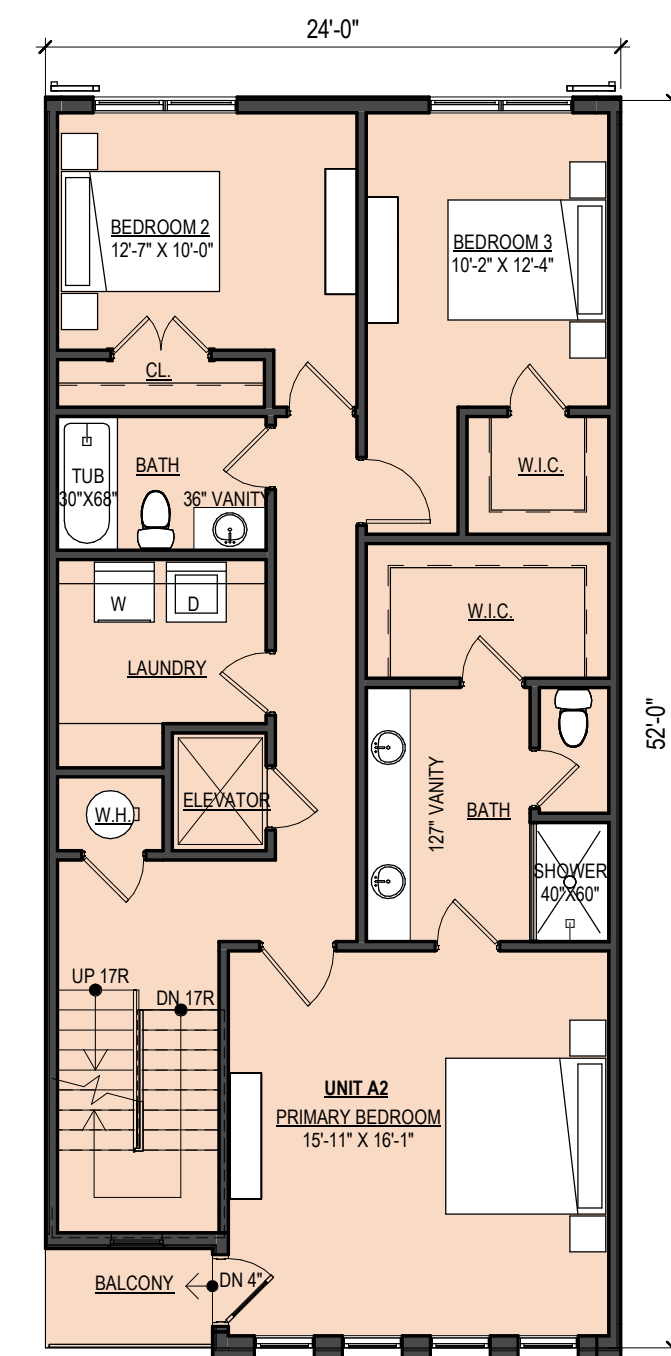 24'-0"
BEDROOM 2
12'-7" X 10'-0"
BEDROOM 3
10'-2" X 12'-4"
CL.
BATH
TUB
30"X68"
36" VANITY
W.I.C.
W
D
LAUNDRY
W.I.C.
52'-0"
ELEVATOR
W.H.
127" VANITY
BATH
SHOWER
40"X60"
UP 17R
DN 17R
UNIT A2
PRIMARY BEDROOM
15'-11" X 16'-1"
BALCONY
DN 4"